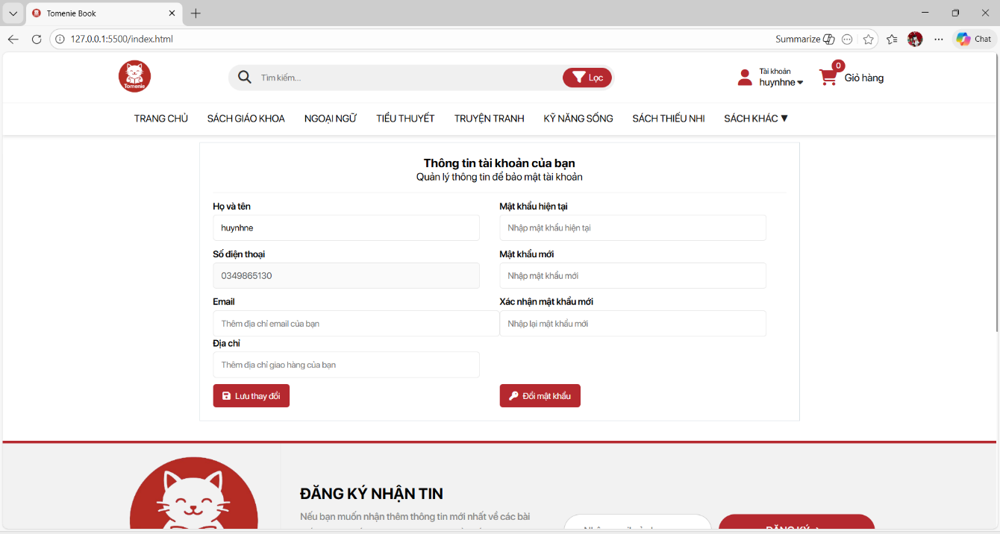 Tomenie Book
127.0.0.1:5500/index.html
Summarize
Chat
Tomenie
Tìm kiếm...
Lọc
Tài khoản
huynhne
0
Giỏ hàng
TRANG CHỦ SÁCH GIÁO KHOA NGOẠI NGỮ TIỂU THUYẾT TRUYỆN TRANH KỸ NĂNG SỐNG SÁCH THIẾU NHI SÁCH KHÁC ▼
Thông tin tài khoản của bạn
Quản lý thông tin để bảo mật tài khoản
Họ và tên
huynhne
Số điện thoại
0349865130
Email
Thêm địa chỉ email của bạn
Địa chỉ
Thêm địa chỉ giao hàng của bạn
Lưu thay đổi
Mật khẩu hiện tại
Nhập mật khẩu hiện tại
Mật khẩu mới
Nhập mật khẩu mới
Xác nhận mật khẩu mới
Nhập lại mật khẩu mới
Đổi mật khẩu
ĐĂNG KÝ NHẬN TIN
Nếu bạn muốn nhận thêm thông tin mới nhất về các bài
ĐĂNG KÝ